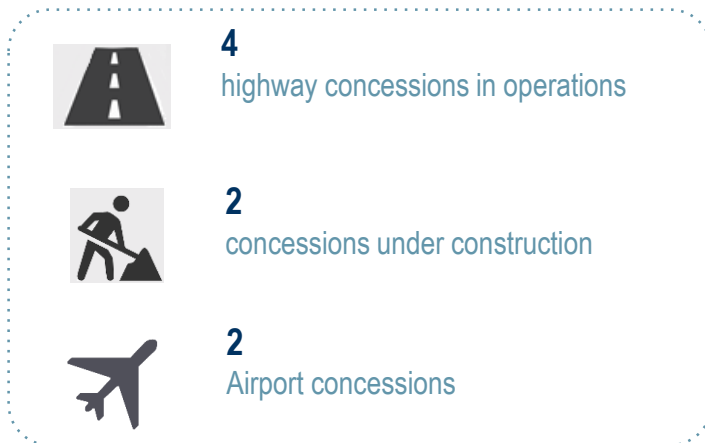 4
highway concessions in operations
2
concessions under construction
2
Airport concessions